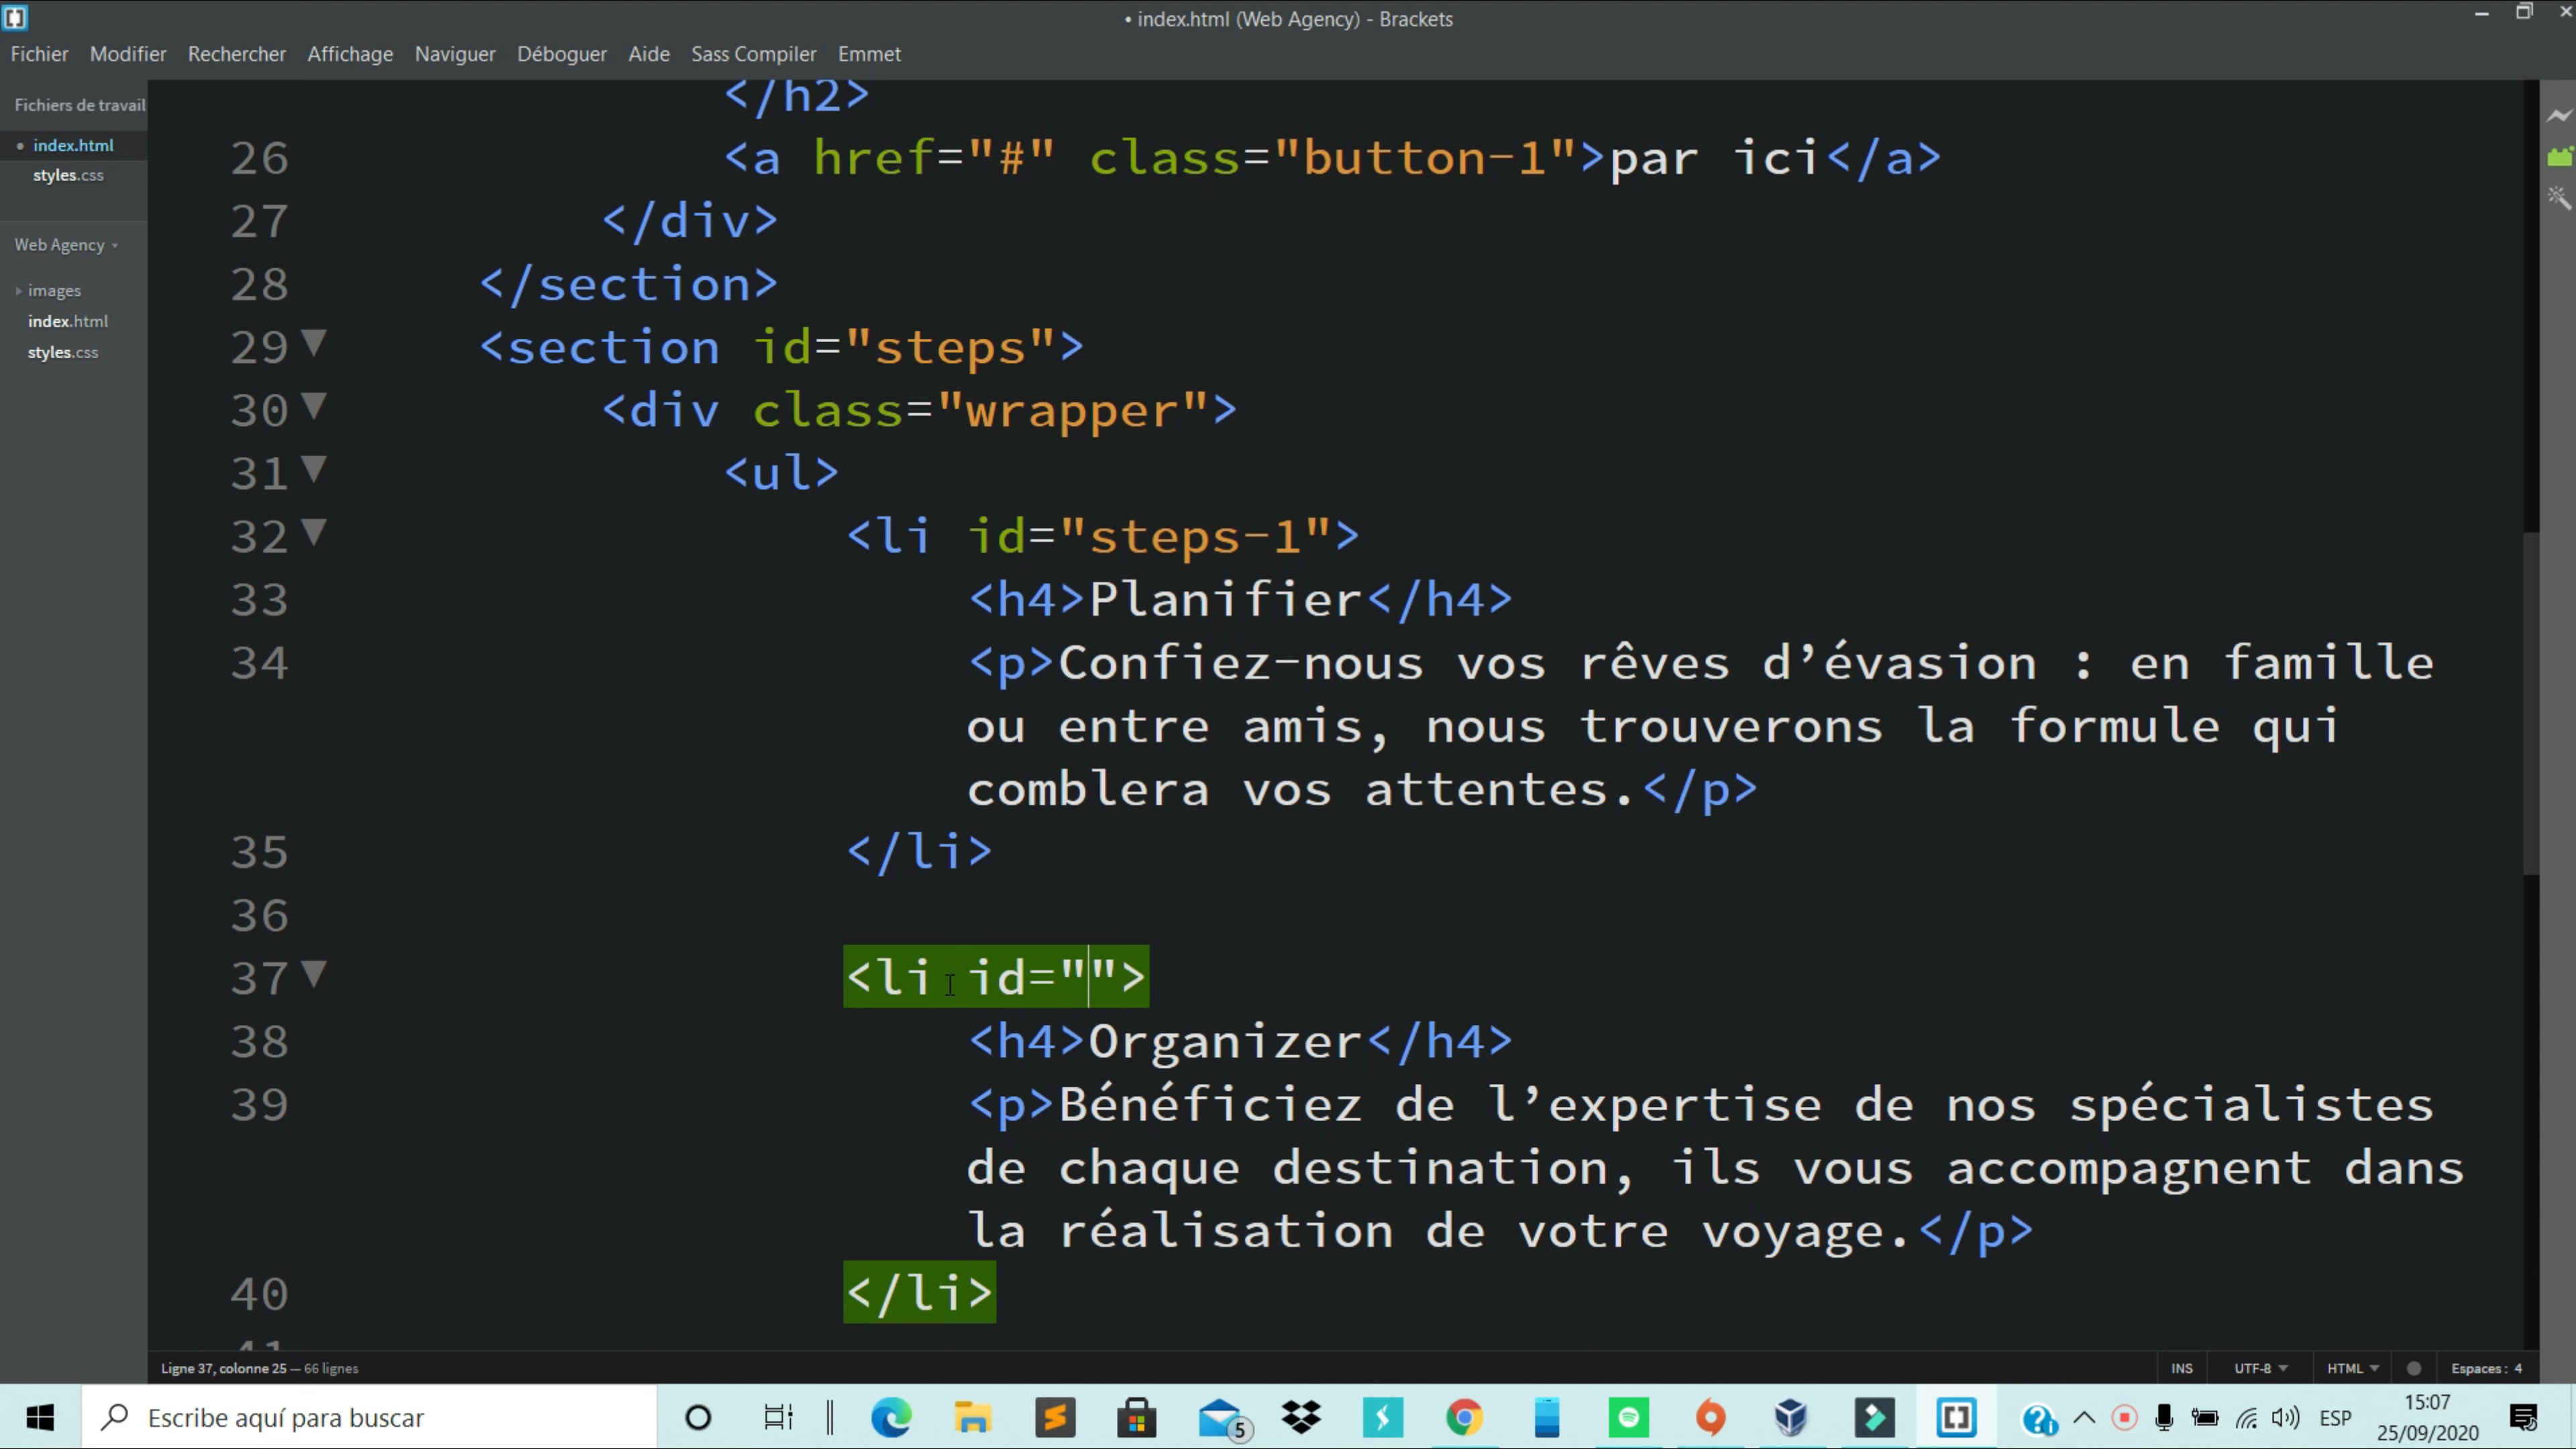 • index.html (Web Agency) - Brackets
Fichier Modifier Rechercher Affichage Naviguer Déboguer Aide Sass Compiler Emmet
Fichiers de travail
• index.html
styles.css
Web Agency
images
index.html
styles.css
</h2>
26 <a href="#" class="button-1">par ici</a>
27 </div>
28 </section>
29 <section id="steps">
30 <div class="wrapper">
31 <ul>
32 <li id="steps-1">
33 <h4>Planifier</h4>
34 <p>Confiez-nous vos rêves d’évasion : en famille
ou entre amis, nous trouverons la formule qui
comblera vos attentes.</p>
35 </li>
36
37 <li id="">
38 <h4>Organizer</h4>
39 <p>Bénéficiez de l’expertise de nos spécialistes
de chaque destination, ils vous accompagnent dans
la réalisation de votre voyage.</p>
40 </li>
41
Ligne 37, colonne 25 — 66 lignes
INS UTF-8 HTML Espaces : 4
Escribe aquí para buscar
5
ESP
15:07
25/09/2020